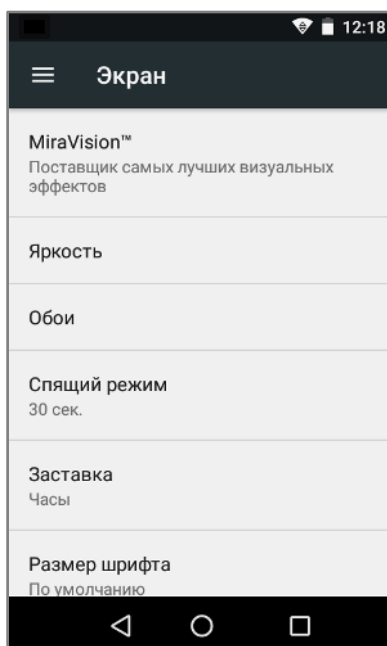 12:18
Экран
MiraVision™
Поставщик самых лучших визуальных
эффектов
Яркость
Обои
Спящий режим
30 сек.
Заставка
Часы
Размер шрифта
По умолчанию